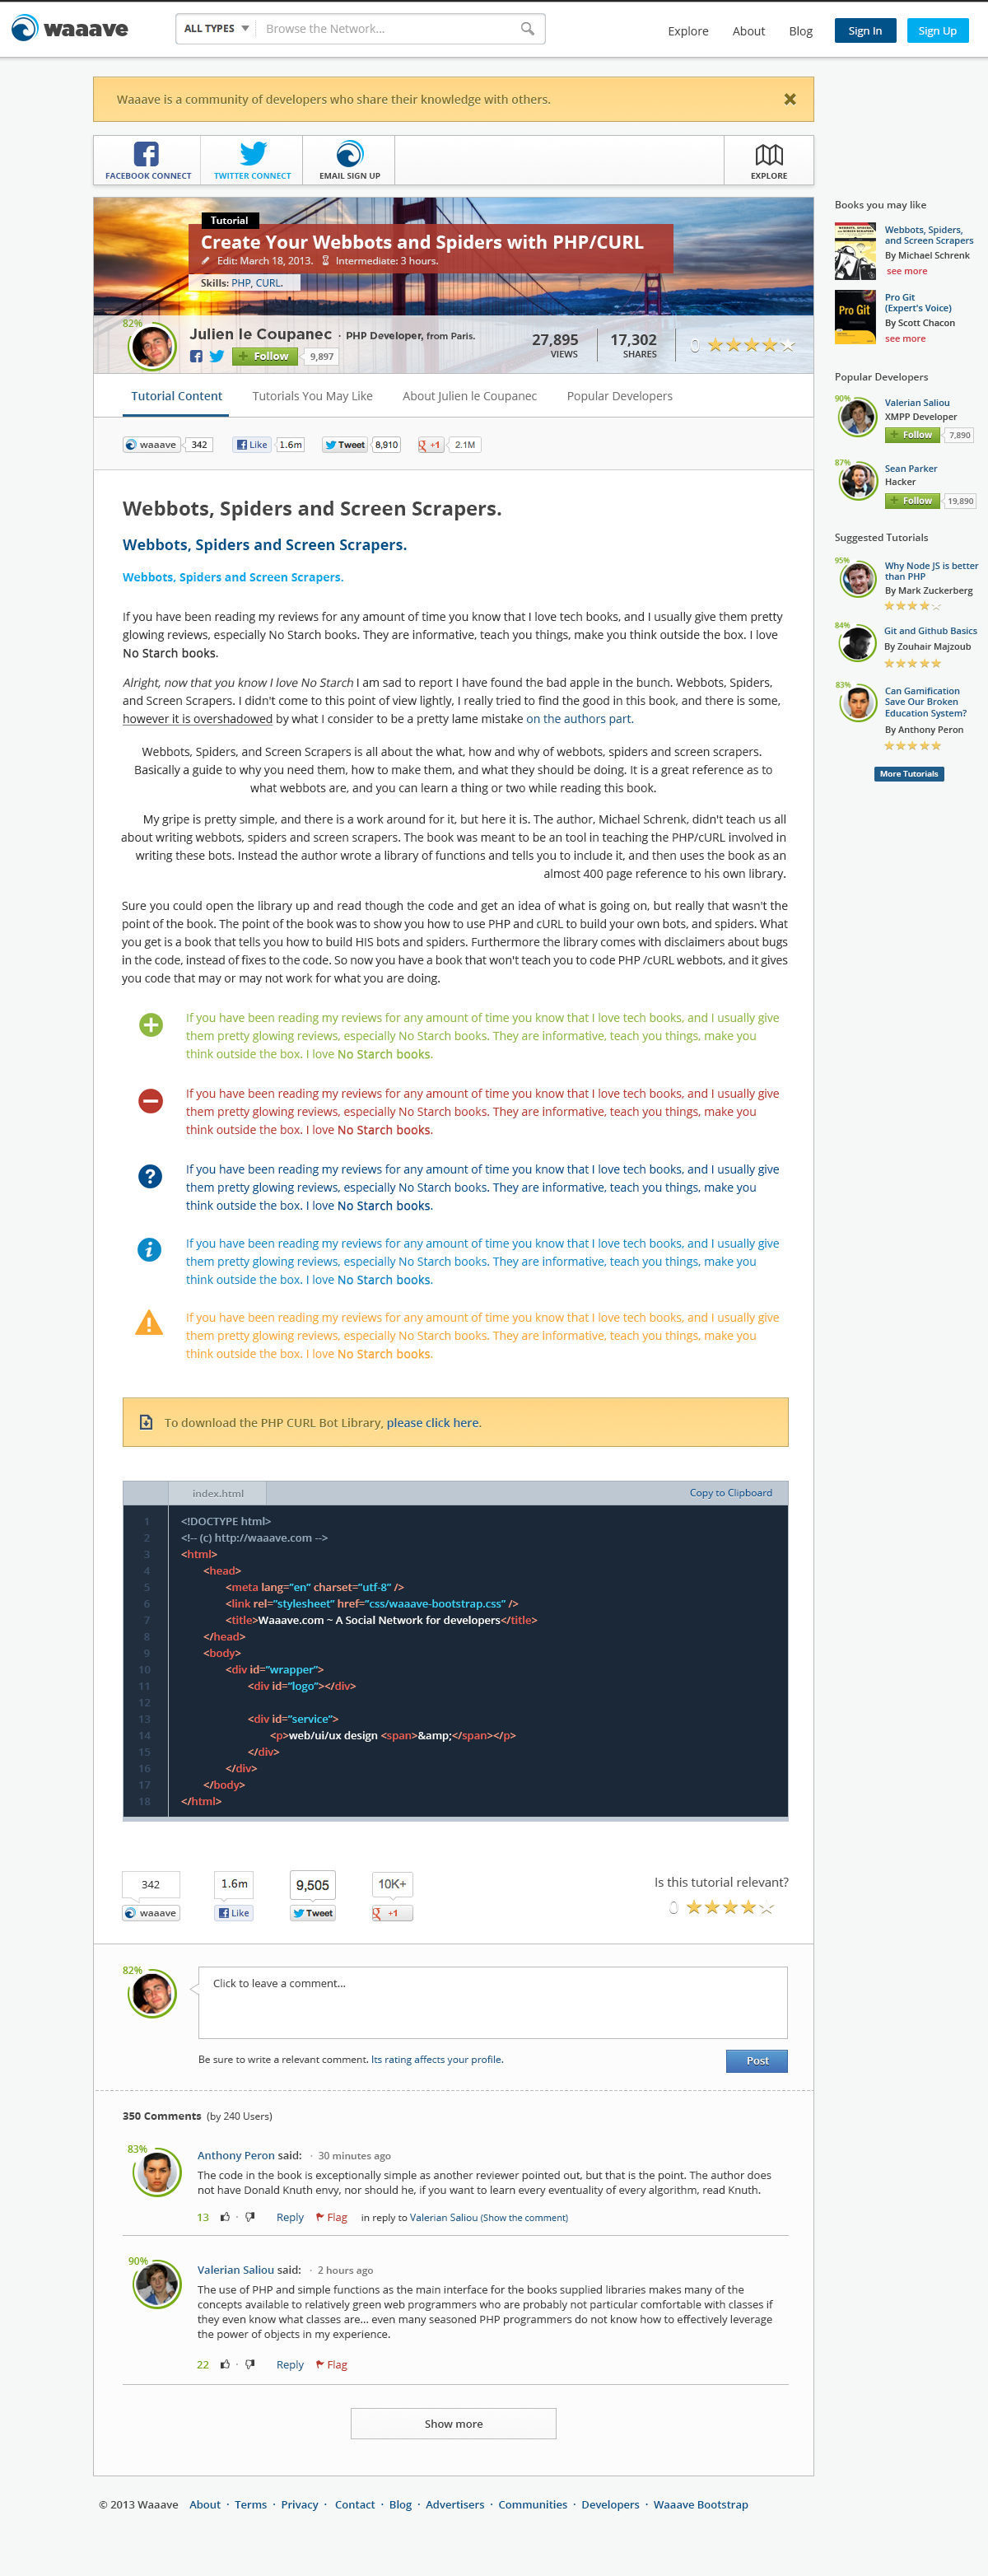 waaave
ALL TYPES
Browse the Network...
Explore
About
Blog
Sign In
Sign Up
Waaave is a community of developers who share their knowledge with others.
FACEBOOK CONNECT
TWITTER CONNECT
EMAIL SIGN UP
EXPLORE
Tutorial
Create Your Webbots and Spiders with PHP/CURL
Edit: March 18, 2013.
Intermediate: 3 hours.
Skills: PHP, CURL.
82%
Julien le Coupanec · PHP Developer, from Paris.
Follow
9,897
27,895
VIEWS
17,302
SHARES
0
Tutorial Content
Tutorials You May Like
About Julien le Coupanec
Popular Developers
waaave
342
Like
1.6m
Tweet
8,910
g +1
2.1M
Webbots, Spiders and Screen Scrapers.
Webbots, Spiders and Screen Scrapers.
Webbots, Spiders and Screen Scrapers.
If you have been reading my reviews for any amount of time you know that I love tech books, and I usually give them pretty
glowing reviews, especially No Starch books. They are informative, teach you things, make you think outside the box. I love
No Starch books.
Alright, now that you know I love No Starch I am sad to report I have found the bad apple in the bunch. Webbots, Spiders,
and Screen Scrapers. I didn't come to this point of view lightly, I really tried to find the good in this book, and there is some,
however it is overshadowed by what I consider to be a pretty lame mistake on the authors part.
Webbots, Spiders, and Screen Scrapers is all about the what, how and why of webbots, spiders and screen scrapers.
Basically a guide to why you need them, how to make them, and what they should be doing. It is a great reference as to
what webbots are, and you can learn a thing or two while reading this book.
My gripe is pretty simple, and there is a work around for it, but here it is. The author, Michael Schrenk, didn't teach us all
about writing webbots, spiders and screen scrapers. The book was meant to be an tool in teaching the PHP/cURL involved in
writing these bots. Instead the author wrote a library of functions and tells you to include it, and then uses the book as an
almost 400 page reference to his own library.
Sure you could open the library up and read though the code and get an idea of what is going on, but really that wasn't the
point of the book. The point of the book was to show you how to use PHP and cURL to build your own bots, and spiders. What
you get is a book that tells you how to build HIS bots and spiders. Furthermore the library comes with disclaimers about bugs
in the code, instead of fixes to the code. So now you have a book that won't teach you to code PHP /cURL webbots, and it gives
you code that may or may not work for what you are doing.
If you have been reading my reviews for any amount of time you know that I love tech books, and I usually give
them pretty glowing reviews, especially No Starch books. They are informative, teach you things, make you
think outside the box. I love No Starch books.
If you have been reading my reviews for any amount of time you know that I love tech books, and I usually give
them pretty glowing reviews, especially No Starch books. They are informative, teach you things, make you
think outside the box. I love No Starch books.
?
If you have been reading my reviews for any amount of time you know that I love tech books, and I usually give
them pretty glowing reviews, especially No Starch books. They are informative, teach you things, make you
think outside the box. I love No Starch books.
i
If you have been reading my reviews for any amount of time you know that I love tech books, and I usually give
them pretty glowing reviews, especially No Starch books. They are informative, teach you things, make you
think outside the box. I love No Starch books.
!
If you have been reading my reviews for any amount of time you know that I love tech books, and I usually give
them pretty glowing reviews, especially No Starch books. They are informative, teach you things, make you
think outside the box. I love No Starch books.
To download the PHP CURL Bot Library, please click here.
index.html
Copy to Clipboard
1 <!DOCTYPE html>
2 <!-- (c) http://waaave.com -->
3 <html>
4 <head>
5 <meta lang="en" charset="utf-8" />
6 <link rel="stylesheet" href="css/waaave-bootstrap.css" />
7 <title>Waaave.com ~ A Social Network for developers</title>
8 </head>
9 <body>
10 <div id="wrapper">
11 <div id="logo"></div>
12
13 <div id="service">
14 <p>web/ui/ux design <span>&amp;</span></p>
15 </div>
16 </div>
17 </body>
18 </html>
342
waaave
1.6m
Like
9,505
Tweet
10K+
g +1
Is this tutorial relevant?
0
82%
Click to leave a comment...
Be sure to write a relevant comment. Its rating affects your profile.
Post
350 Comments (by 240 Users)
83%
Anthony Peron said: · 30 minutes ago
The code in the book is exceptionally simple as another reviewer pointed out, but that is the point. The author does
not have Donald Knuth envy, nor should he, if you want to learn every eventuality of every algorithm, read Knuth.
13 · Reply Flag in reply to Valerian Saliou (Show the comment)
90%
Valerian Saliou said: · 2 hours ago
The use of PHP and simple functions as the main interface for the books supplied libraries makes many of the
concepts available to relatively green web programmers who are probably not particular comfortable with classes if
they even know what classes are... even many seasoned PHP programmers do not know how to effectively leverage
the power of objects in my experience.
22 · Reply Flag
Show more
© 2013 Waaave About · Terms · Privacy · Contact · Blog · Advertisers · Communities · Developers · Waaave Bootstrap
Books you may like
Webbots, Spiders,
and Screen Scrapers
By Michael Schrenk
see more
Pro Git
Pro Git
(Expert's Voice)
By Scott Chacon
see more
Popular Developers
90%
Valerian Saliou
XMPP Developer
Follow
7,890
87%
Sean Parker
Hacker
Follow
19,890
Suggested Tutorials
95%
Why Node JS is better
than PHP
By Mark Zuckerberg
84%
Git and Github Basics
By Zouhair Majzoub
83%
Can Gamification
Save Our Broken
Education System?
By Anthony Peron
More Tutorials